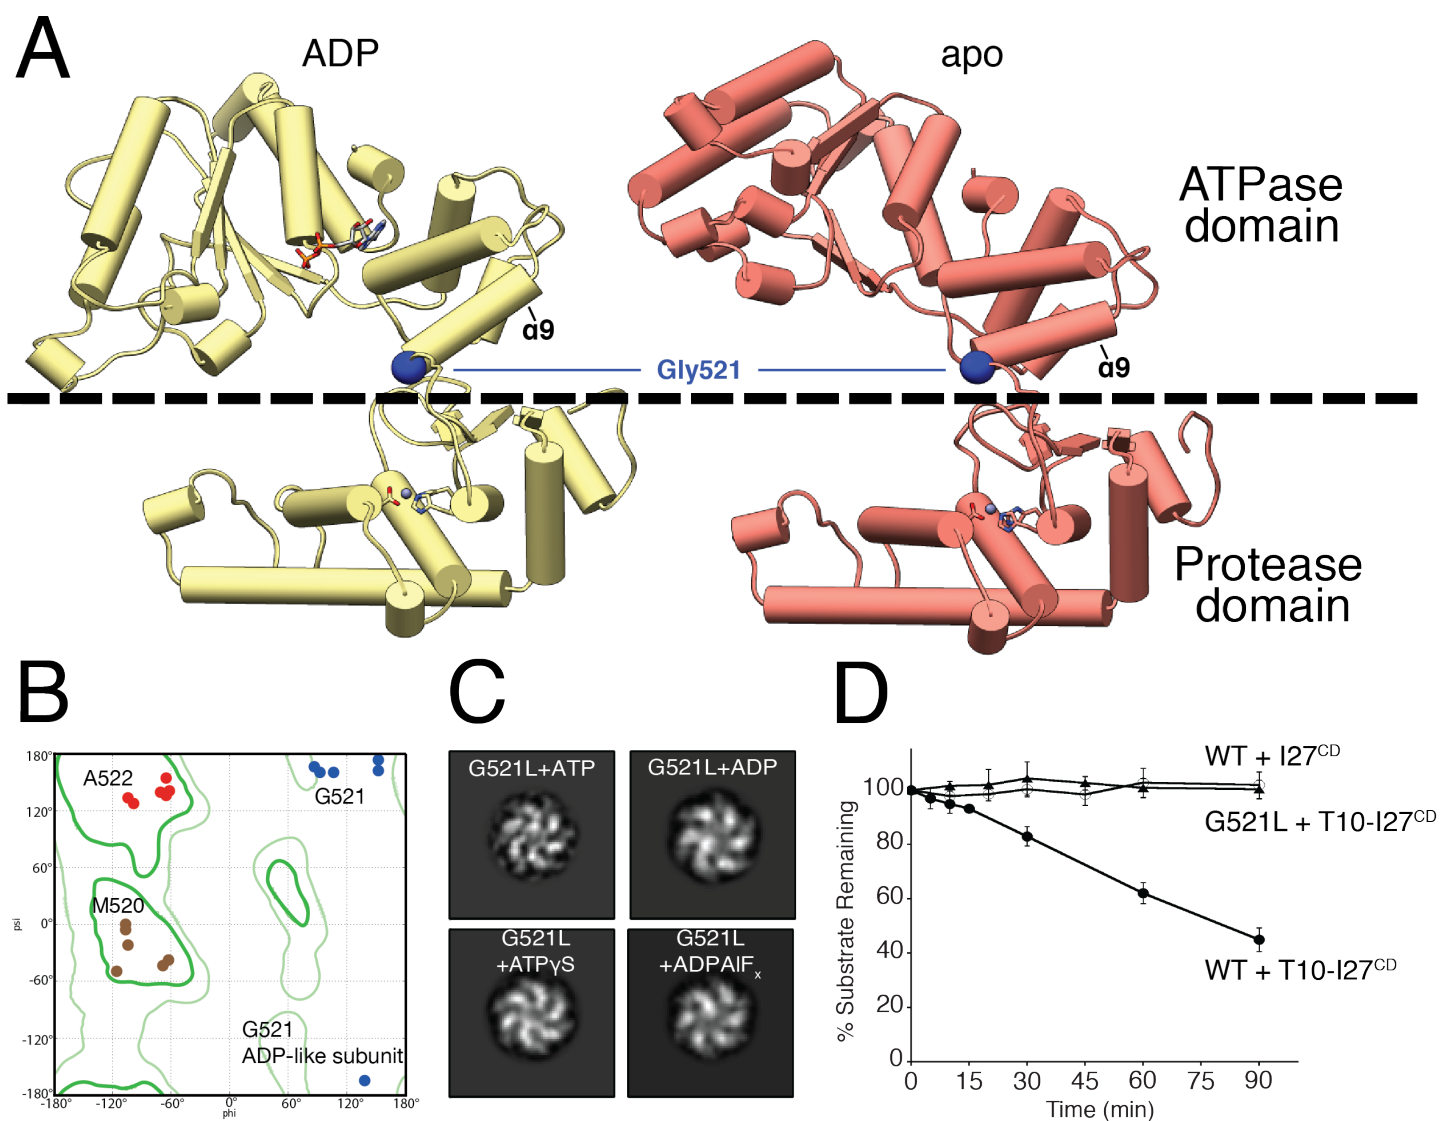 A
ADP
apo
ATPase
domain
α9
Gly521
α9
Protease
domain
B
180°
120°
60°
0°
-60°
-120°
-180°
psi
A522
G521
M520
G521
ADP-like subunit
-180°
-120°
-60°
0°
60°
120°
180°
phi
C
G521L+ATP
G521L+ADP
G521L
+ATPγS
G521L
+ADPAlFx
D
% Substrate Remaining
100
80
60
40
20
0
WT + I27CD
G521L + T10-I27CD
WT + T10-I27CD
0
15
30
45
60
75
90
Time (min)